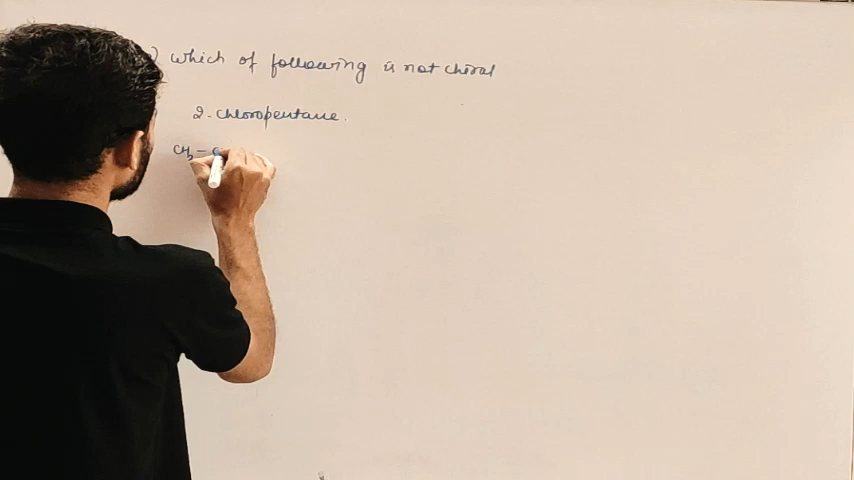 ) which of following is not chiral
2-chloropentane.
CH3 - C